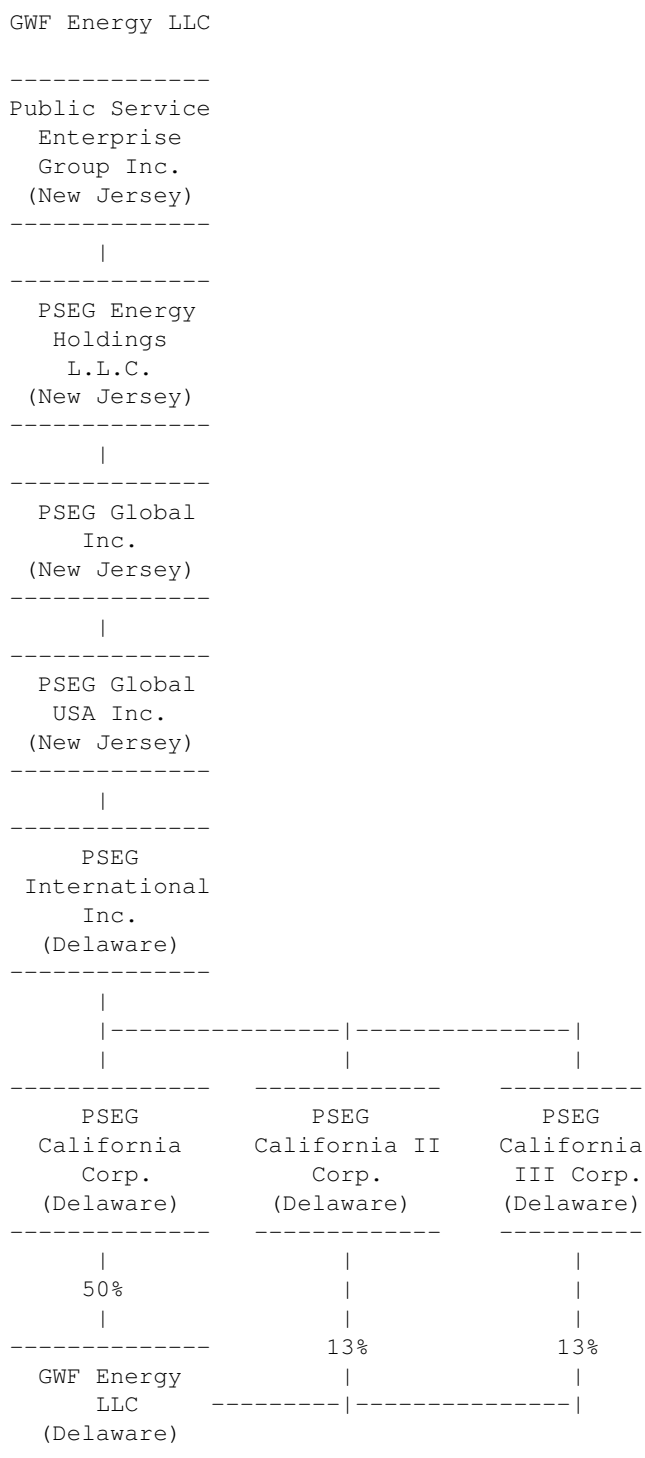 GWF Energy LLC
Public Service
Enterprise
Group Inc.
(New Jersey)
PSEG Energy
Holdings
L.L.C.
(New Jersey)
PSEG Global
Inc.
(New Jersey)
PSEG Global
USA Inc.
(New Jersey)
PSEG
International
Inc.
(Delaware)
PSEG PSEG PSEG
California California II California
Corp. Corp. III Corp.
(Delaware) (Delaware) (Delaware)
50%
13% 13%
GWF Energy
LLC
(Delaware)